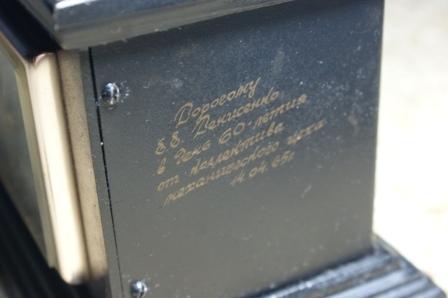 Дорогому
В.В. Денисенко
в день 60-летия
от коллектива
механического цеха
14.04.65г.